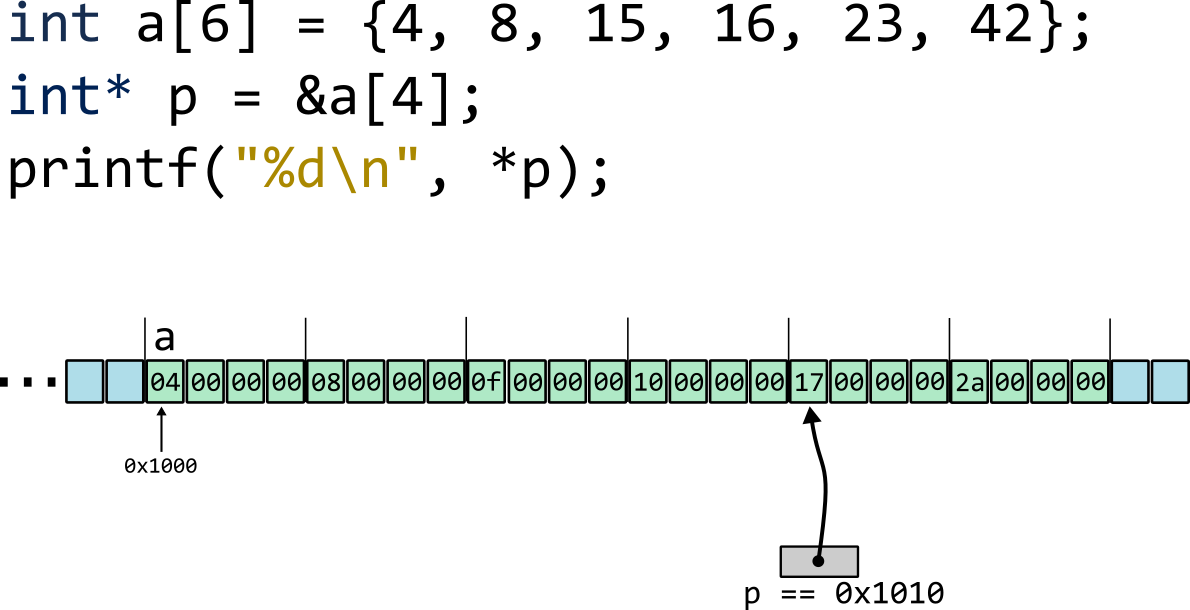 int a[6] = {4, 8, 15, 16, 23, 42};
int* p = &a[4];
printf("%d\n", *p);
a
04 00 00 00 08 00 00 00 0f 00 00 00 10 00 00 00 17 00 00 00 2a 00 00 00
0x1000
p == 0x1010